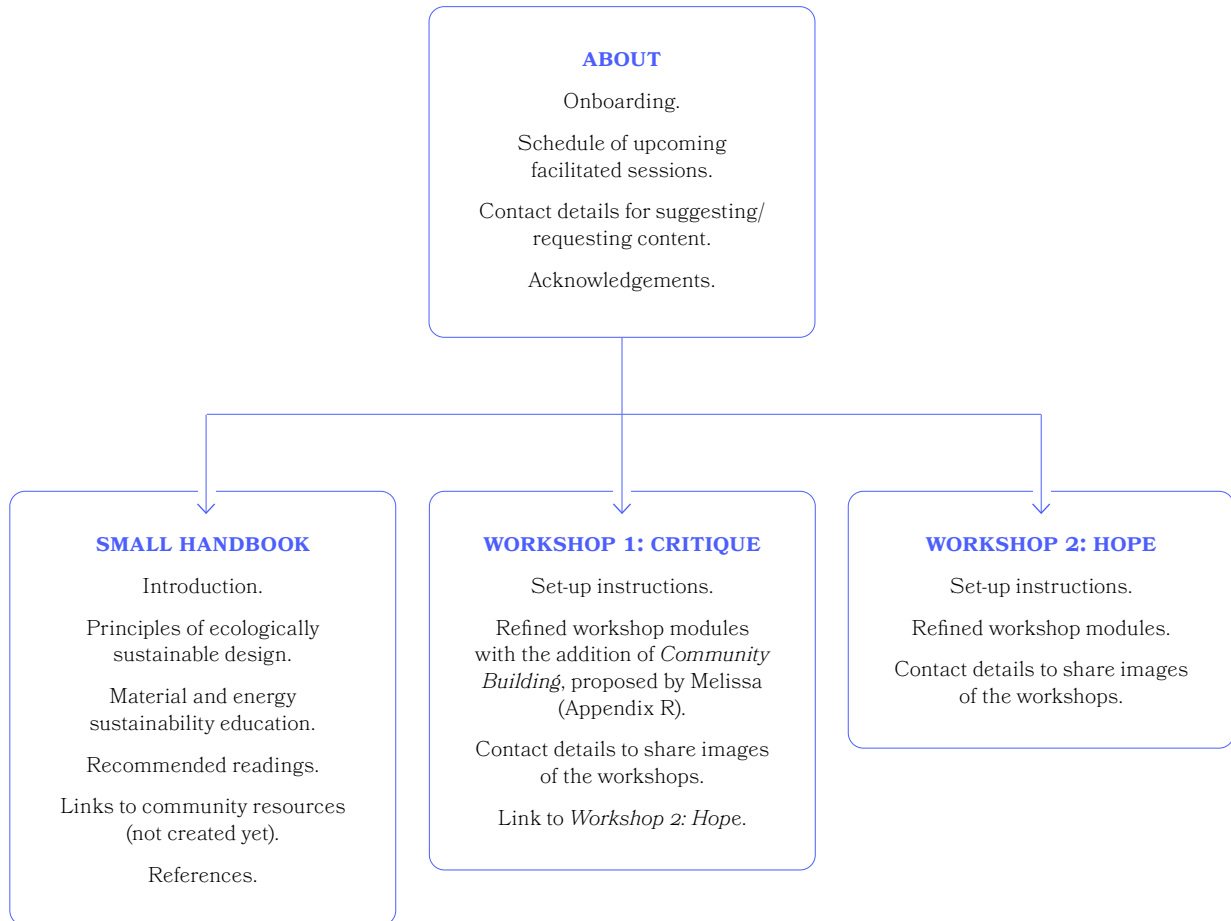 ABOUT
Onboarding.
Schedule of upcoming
facilitated sessions.
Contact details for suggesting/
requesting content.
Acknowledgements.
SMALL HANDBOOK
Introduction.
Principles of ecologically
sustainable design.
Material and energy
sustainability education.
Recommended readings.
Links to community resources
(not created yet).
References.
WORKSHOP 1: CRITIQUE
Set-up instructions.
Refined workshop modules
with the addition of Community
Building, proposed by Melissa
(Appendix R).
Contact details to share images
of the workshops.
Link to Workshop 2: Hope.
WORKSHOP 2: HOPE
Set-up instructions.
Refined workshop modules.
Contact details to share images
of the workshops.